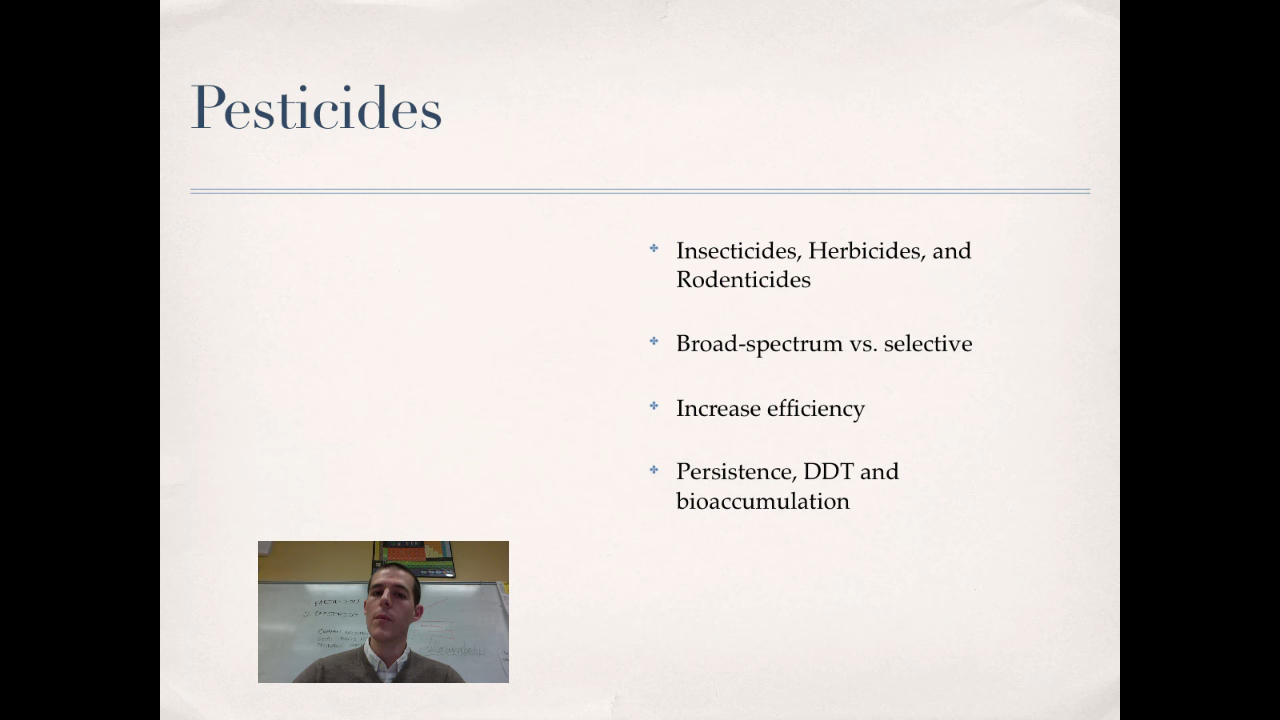 Pesticides
Insecticides, Herbicides, and
Rodenticides
Broad-spectrum vs. selective
Increase efficiency
Persistence, DDT and
bioaccumulation